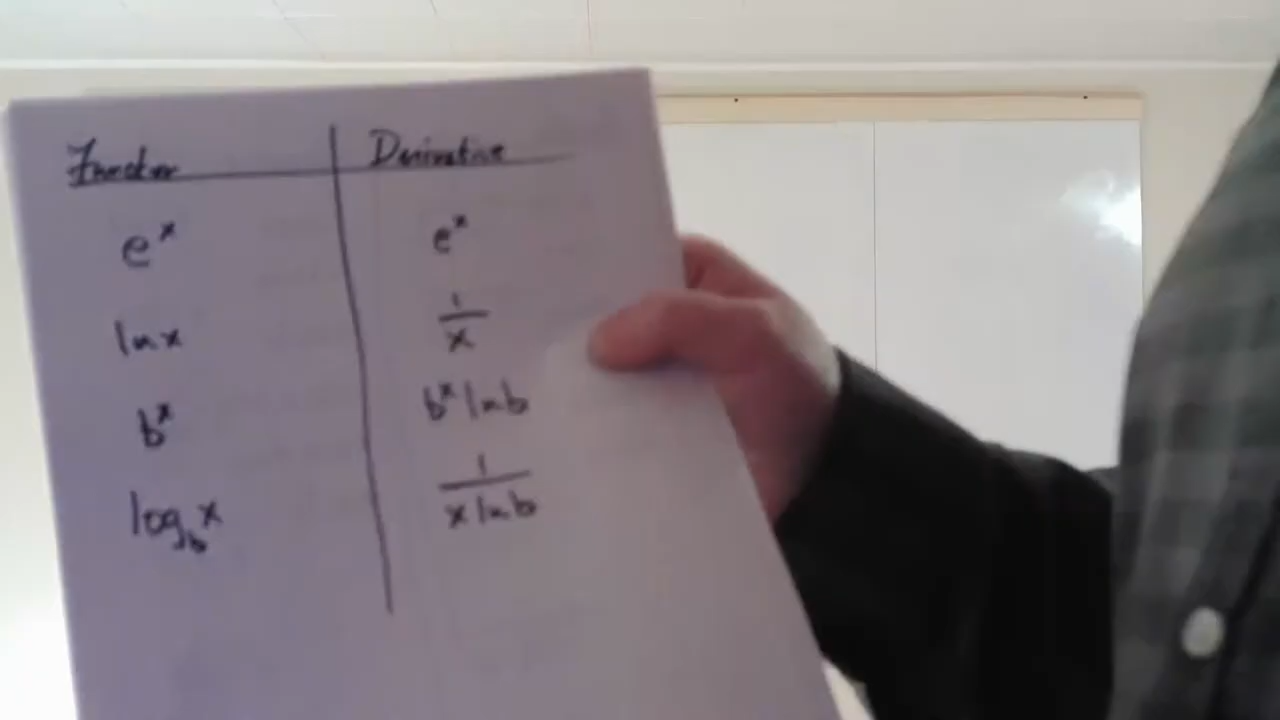 Function Derivative
e^x e^x
ln x 1/x
b^x b^x ln b
log_b x 1/(x ln b)